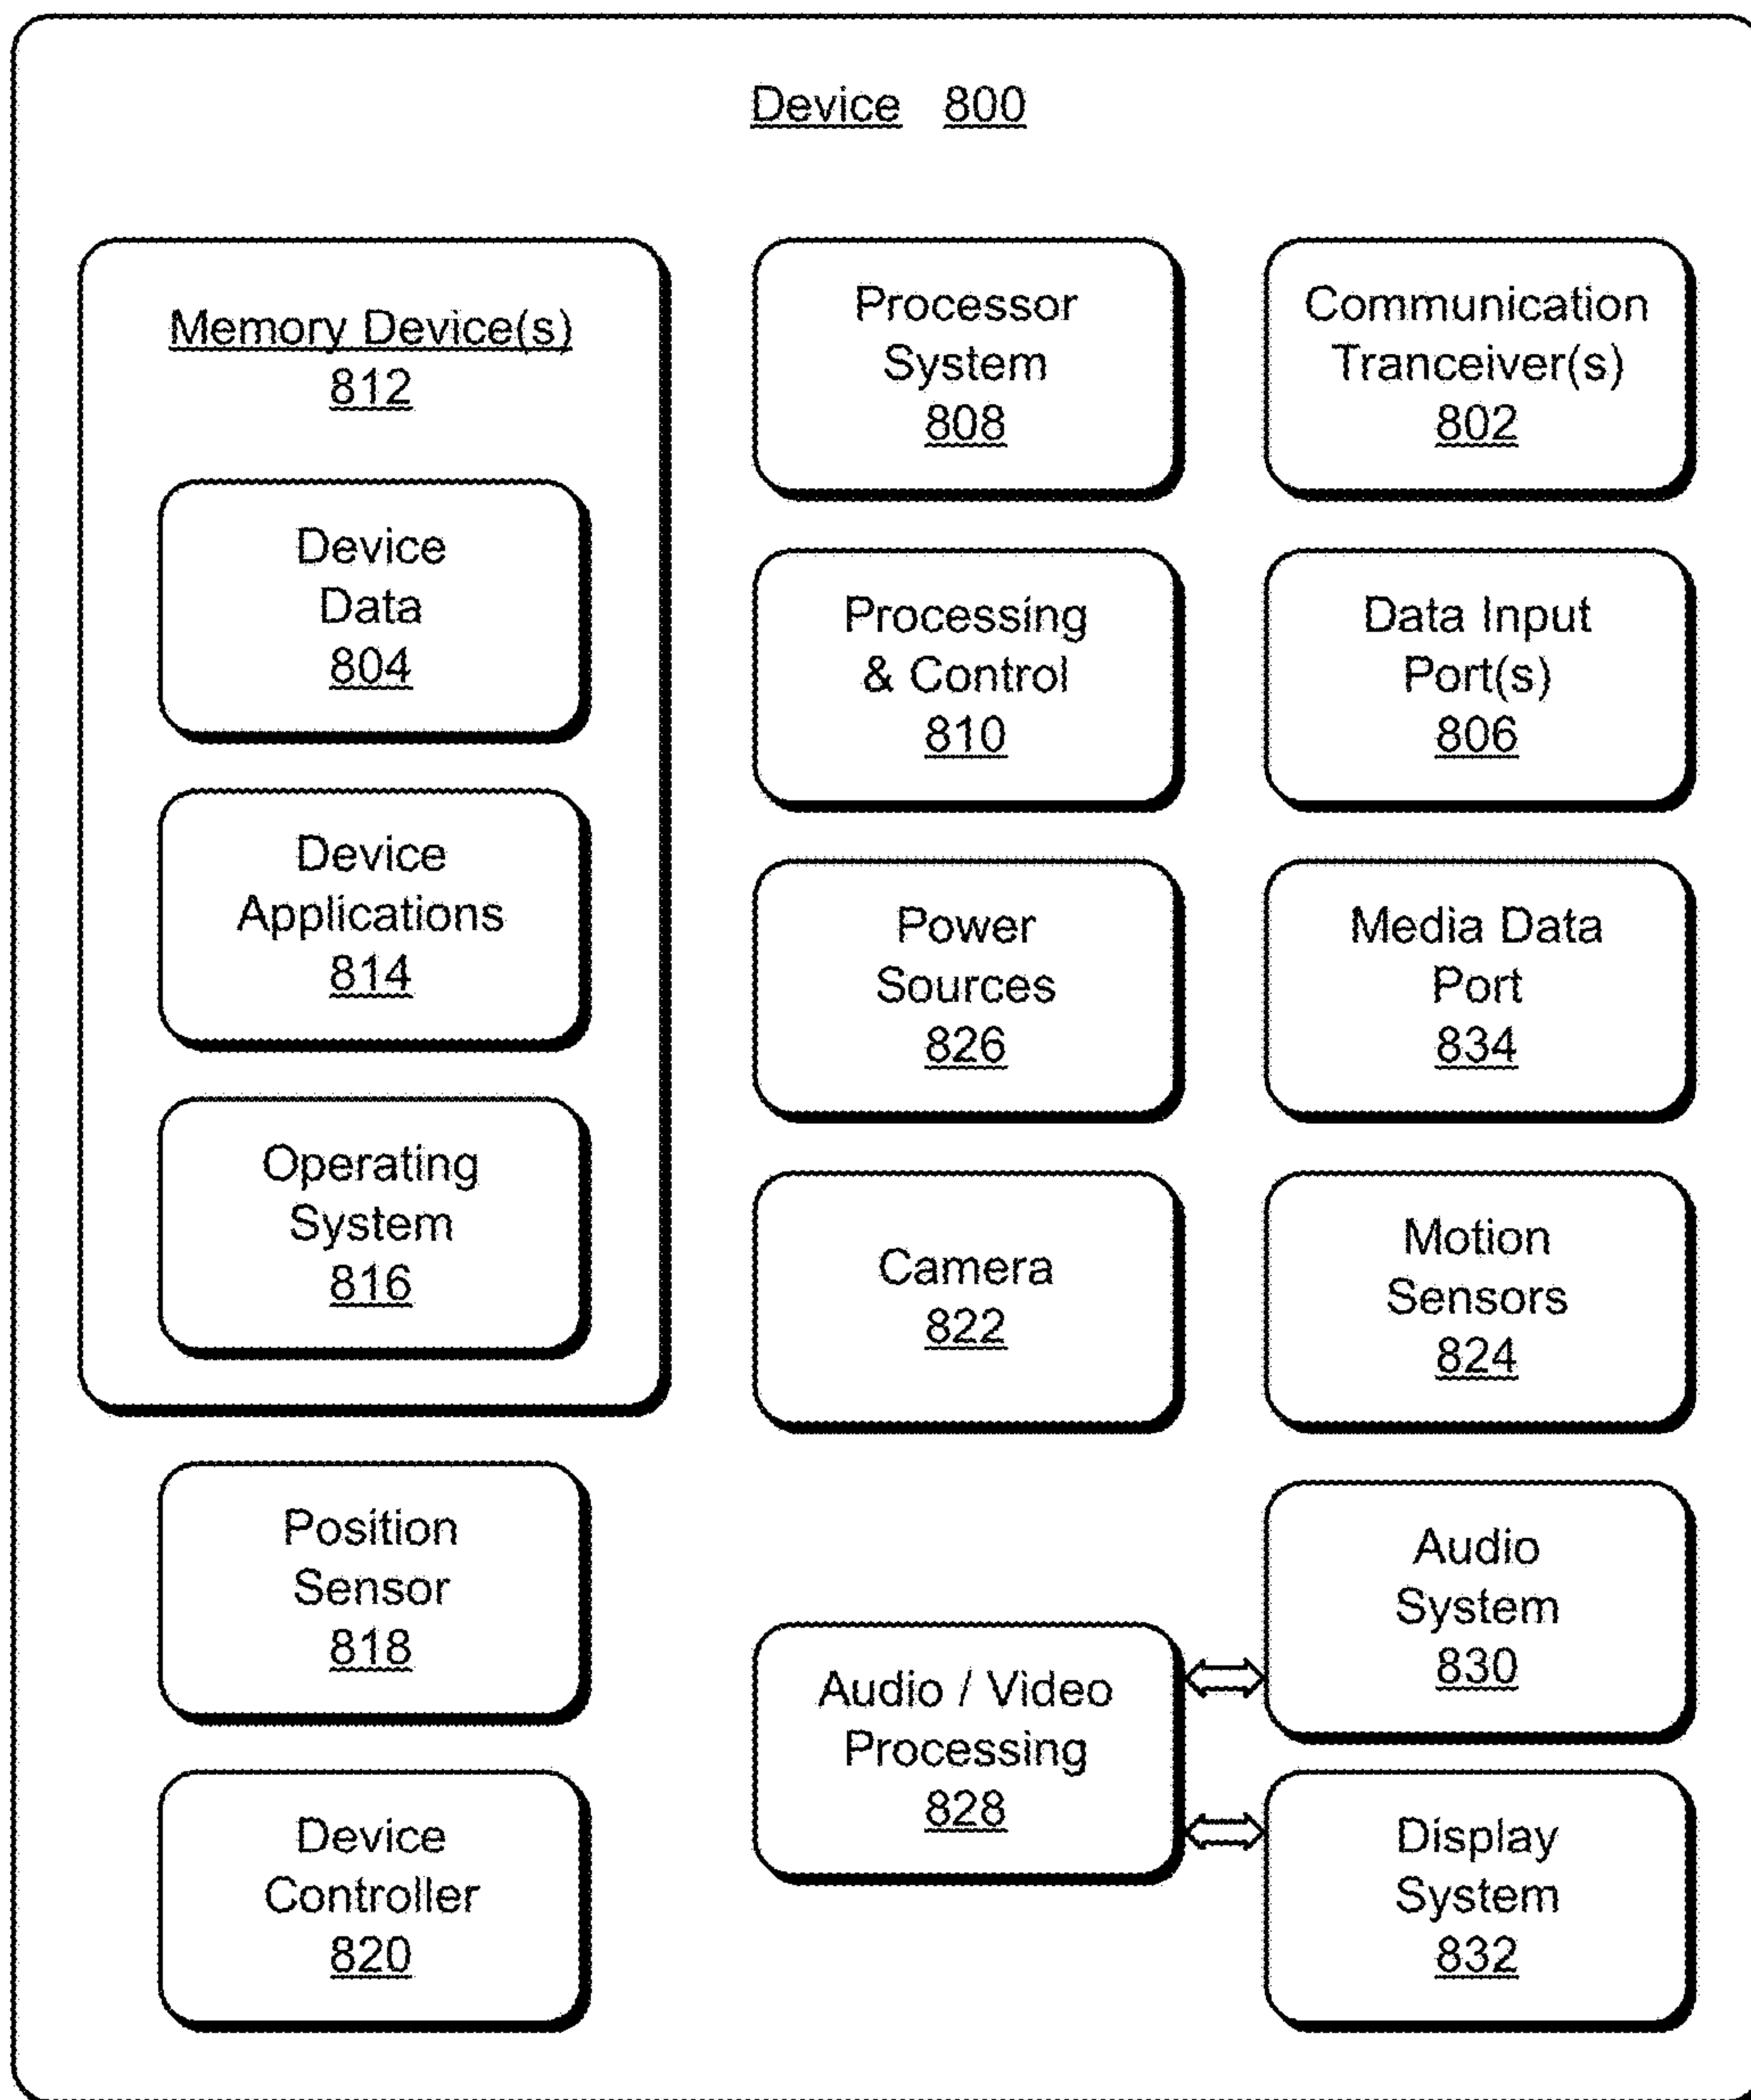 Device 800
Memory Device(s)
812
Device
Data
804
Device
Applications
814
Operating
System
816
Position
Sensor
818
Device
Controller
820
Processor
System
808
Processing
& Control
810
Power
Sources
826
Camera
822
Audio / Video
Processing
828
Communication
Tranceiver(s)
802
Data Input
Port(s)
806
Media Data
Port
834
Motion
Sensors
824
Audio
System
830
Display
System
832